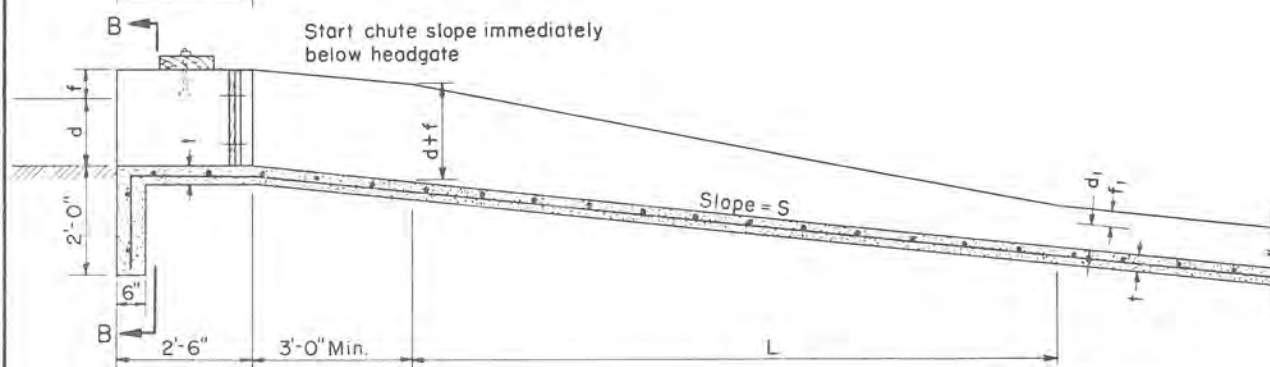 B
Start chute slope immediately
below headgate
f
d
t
d+f
Slope = S
d₁
f₁
2'-0"
6"
t
B
2'-6"
3'-0" Min.
L